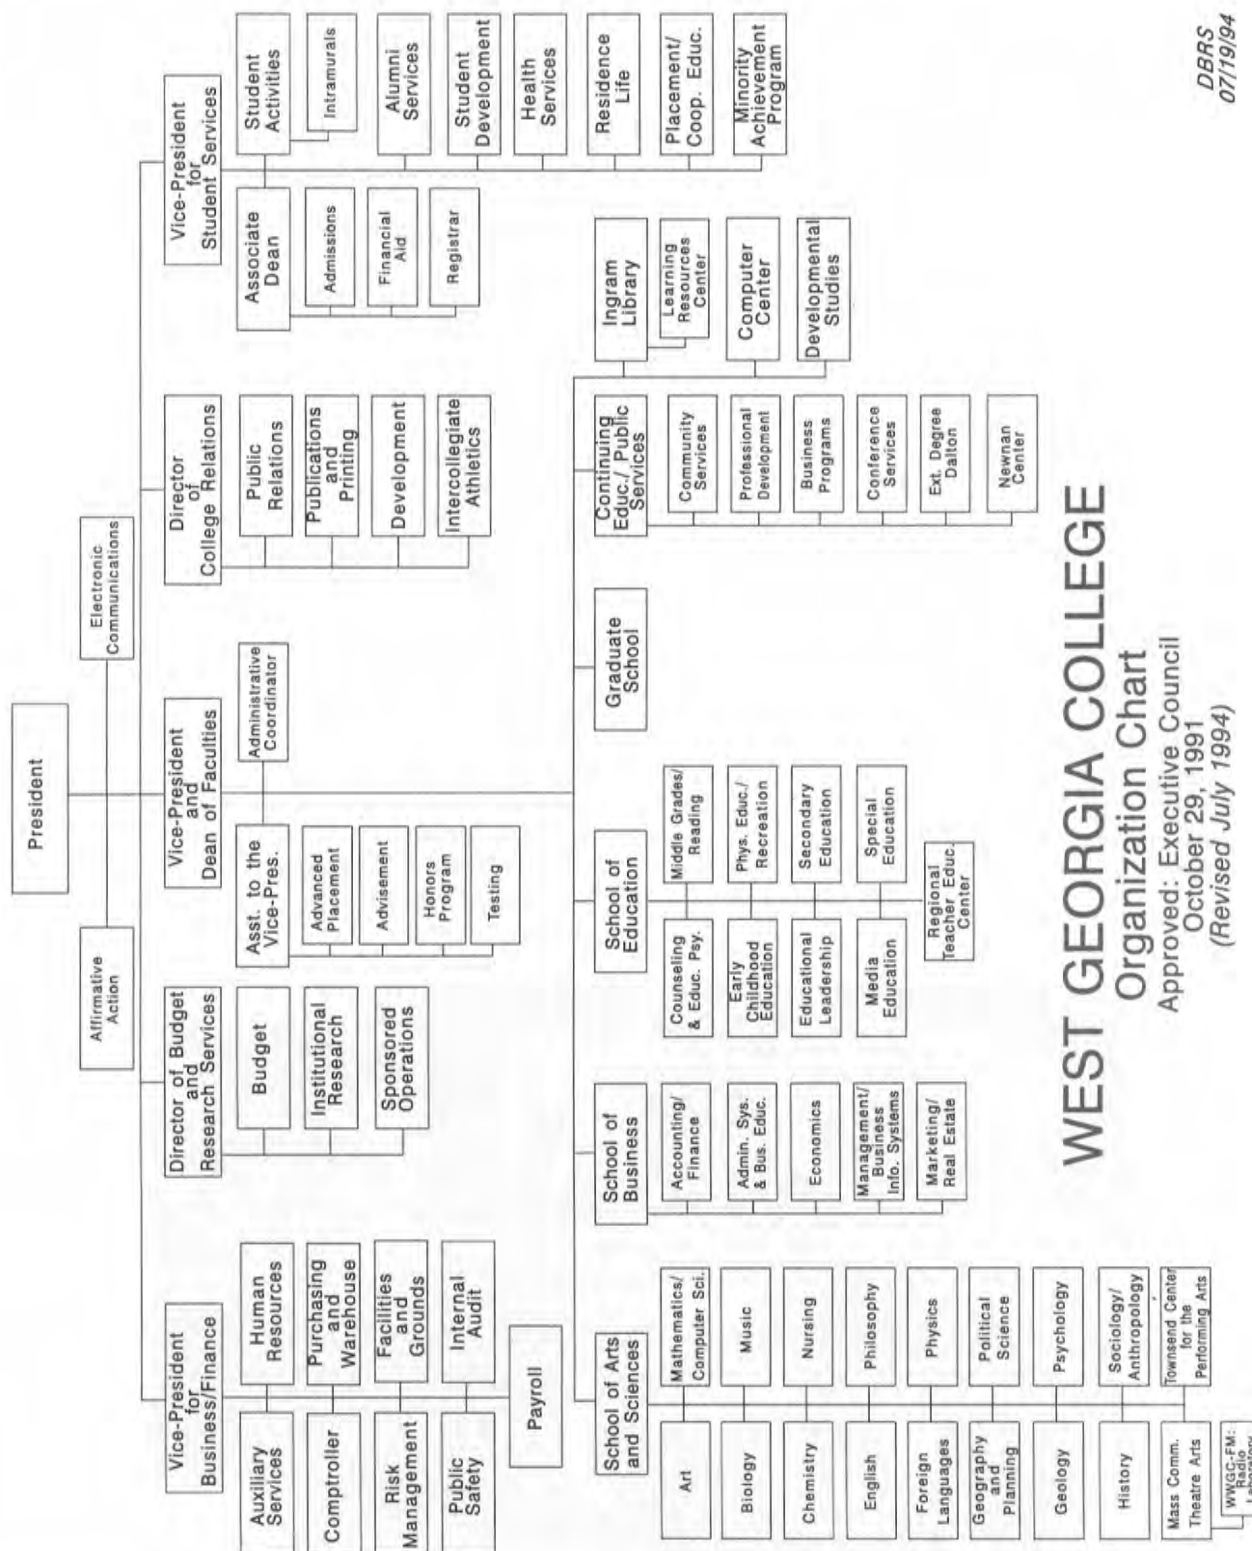 President
Affirmative
Action
Electronic
Communications
Vice-President
for
Business/Finance
Auxiliary
Services
Human
Resources
Comptroller
Purchasing
and
Warehouse
Risk
Management
Facilities
and
Grounds
Public
Safety
Internal
Audit
Payroll
Director of Budget
and
Research Services
Budget
Institutional
Research
Sponsored
Operations
Vice-President
and
Dean of Faculties
Asst. to the
Vice-Pres.
Administrative
Coordinator
Advanced
Placement
Advisement
Honors
Program
Testing
Director
of
College Relations
Public
Relations
Publications
and
Printing
Development
Intercollegiate
Athletics
Vice-President
for
Student Services
Associate
Dean
Student
Activities
Admissions
Intramurals
Financial
Aid
Registrar
Alumni
Services
Student
Development
Health
Services
Residence
Life
Placement/
Coop. Educ.
Minority
Achievement
Program
School of Arts
and Sciences
Art
Mathematics/
Computer Sci.
Biology
Music
Chemistry
Nursing
English
Philosophy
Foreign
Languages
Physics
Geography
and
Planning
Political
Science
Geology
Psychology
History
Sociology/
Anthropology
Mass Comm.
Theatre Arts
Townsend Center
for the
Performing Arts
WWGC-FM:
Radio
Laboratory
School of
Business
Accounting/
Finance
Admin. Sys.
& Bus. Educ.
Economics
Management/
Business
Info. Systems
Marketing/
Real Estate
School of
Education
Counseling
& Educ. Psy.
Middle Grades/
Reading
Early
Childhood
Education
Phys. Educ./
Recreation
Educational
Leadership
Secondary
Education
Media
Education
Special
Education
Regional
Teacher Educ.
Center
Graduate
School
Continuing
Educ./ Public
Services
Community
Services
Professional
Development
Business
Programs
Conference
Services
Ext. Degree
Dalton
Newnan
Center
Ingram
Library
Learning
Resources
Center
Computer
Center
Developmental
Studies
WEST GEORGIA COLLEGE
Organization Chart
Approved: Executive Council
October 29, 1991
(Revised July 1994)
DBRS
07/19/94